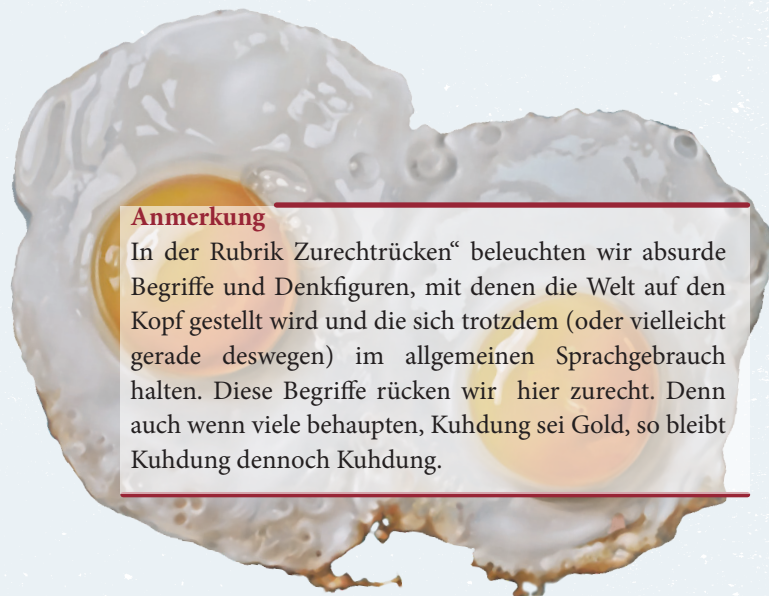 Anmerkung
In der Rubrik Zurechtrücken“ beleuchten wir absurde
Begriffe und Denkfiguren, mit denen die Welt auf den
Kopf gestellt wird und die sich trotzdem (oder vielleicht
gerade deswegen) im allgemeinen Sprachgebrauch
halten. Diese Begriffe rücken wir  hier zurecht. Denn
auch wenn viele behaupten, Kuhdung sei Gold, so bleibt
Kuhdung dennoch Kuhdung.